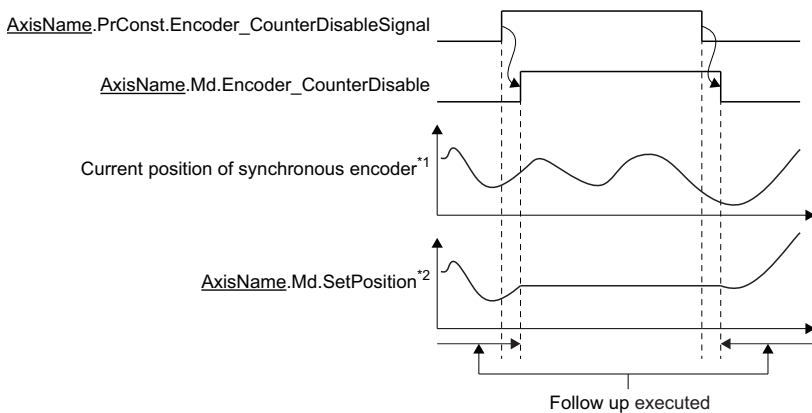 AxisName.PrConst.Encoder_CounterDisableSignal
AxisName.Md.Encoder_CounterDisable
Current position of synchronous encoder*1
AxisName.Md.SetPosition*2
Follow up executed